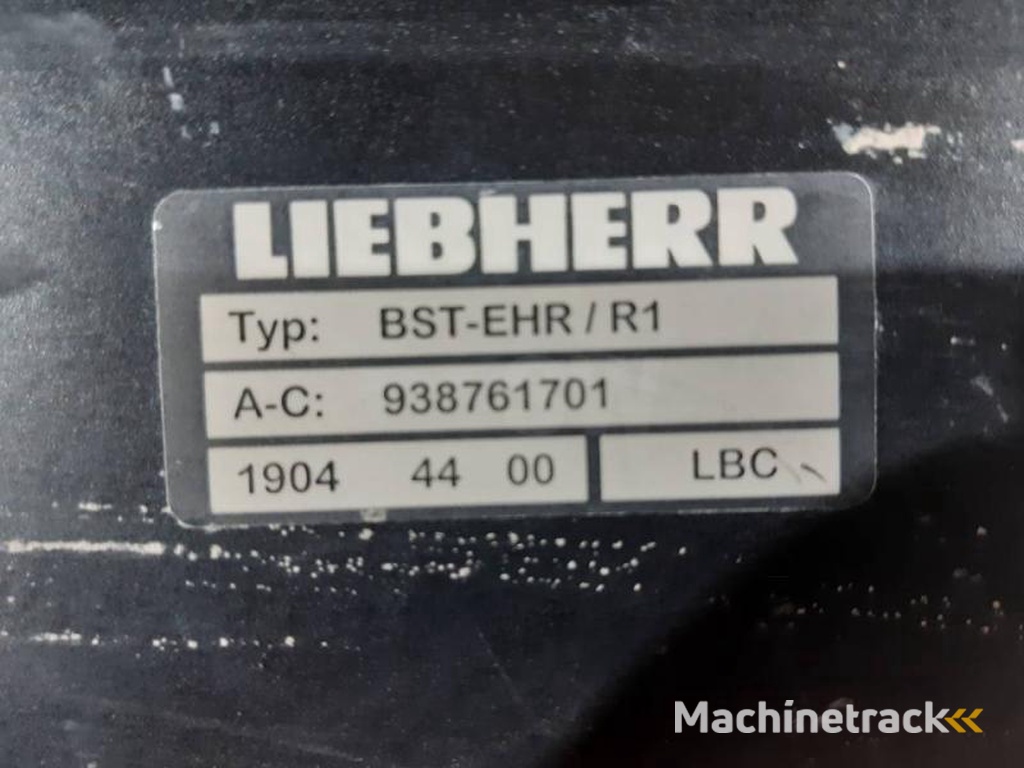 LIEBHERR
Typ: BST-EHR / R1
A-C: 938761701
1904 44 00 LBC
Machinetrack